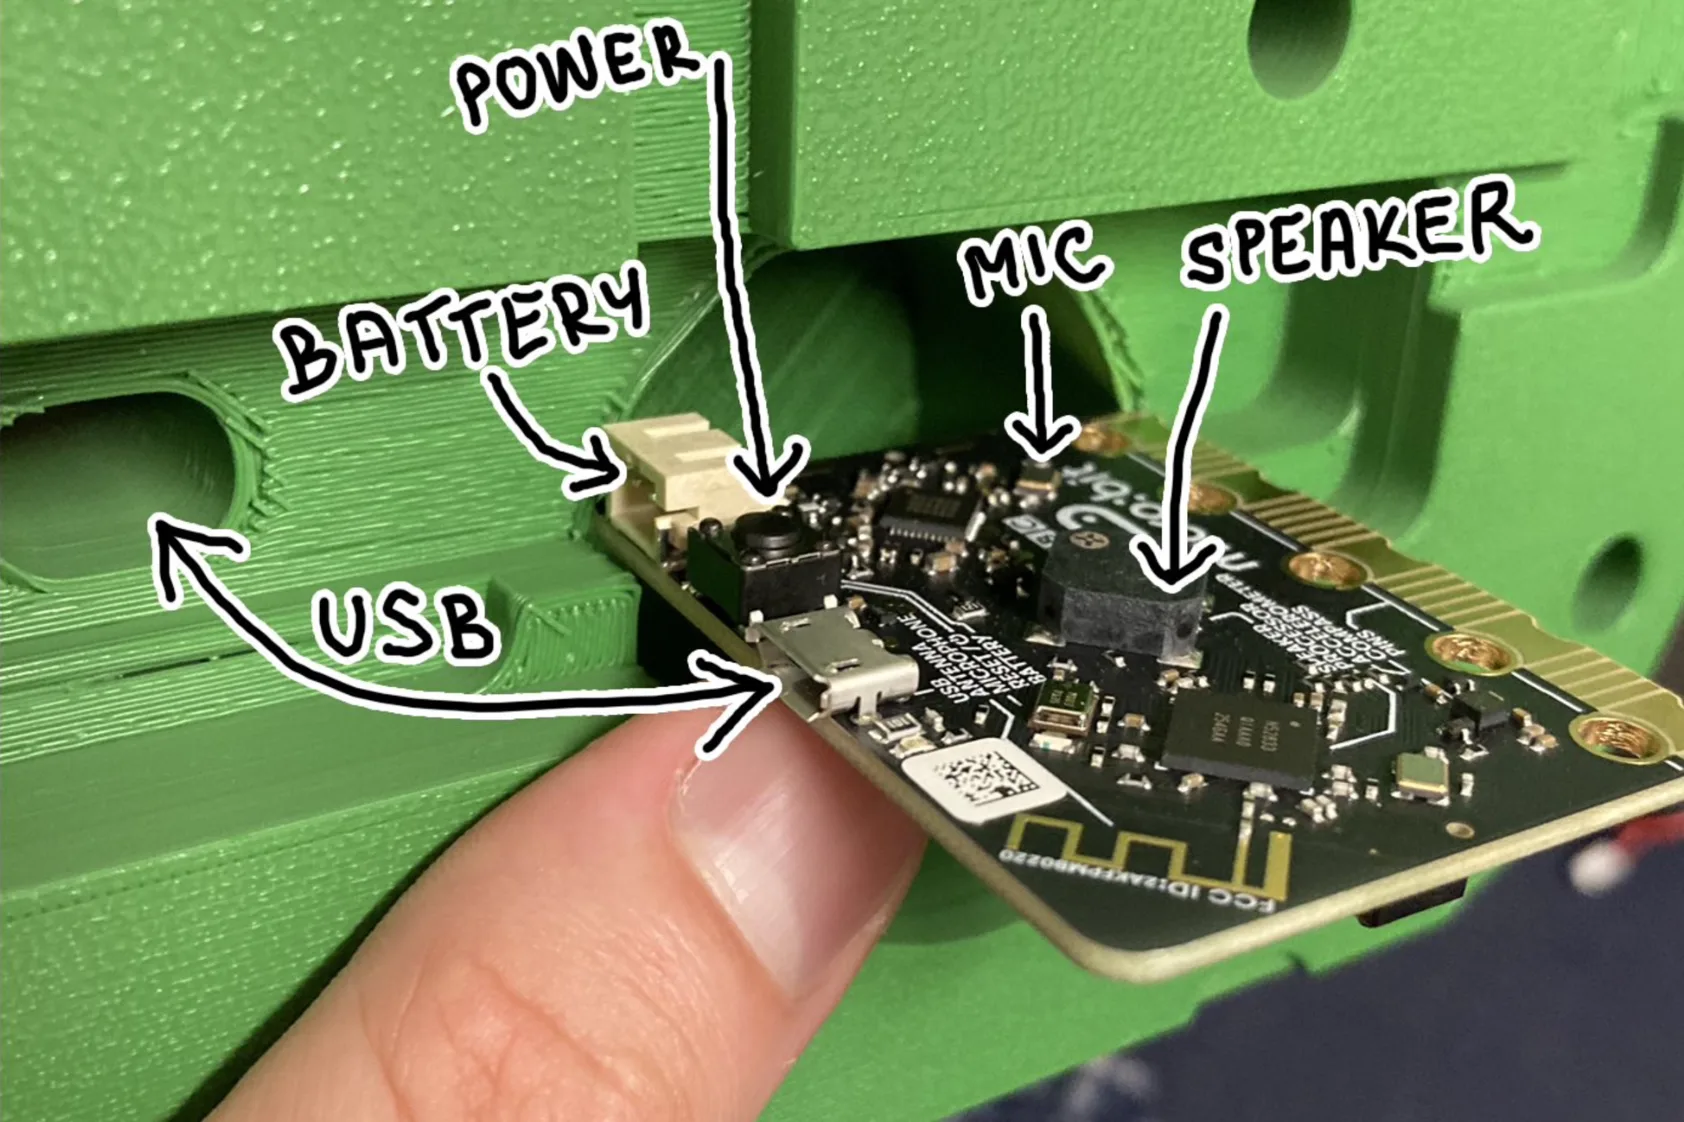 POWER
BATTERY
MIC
SPEAKER
USB
micro:bit
USB
ANTENNA
MICROPHONE
RESET/
BATTERY
SPEAKER
PROCESSOR
ACCELEROMETER
COMPASS
PINS
FCC ID:2AKFPMB0220